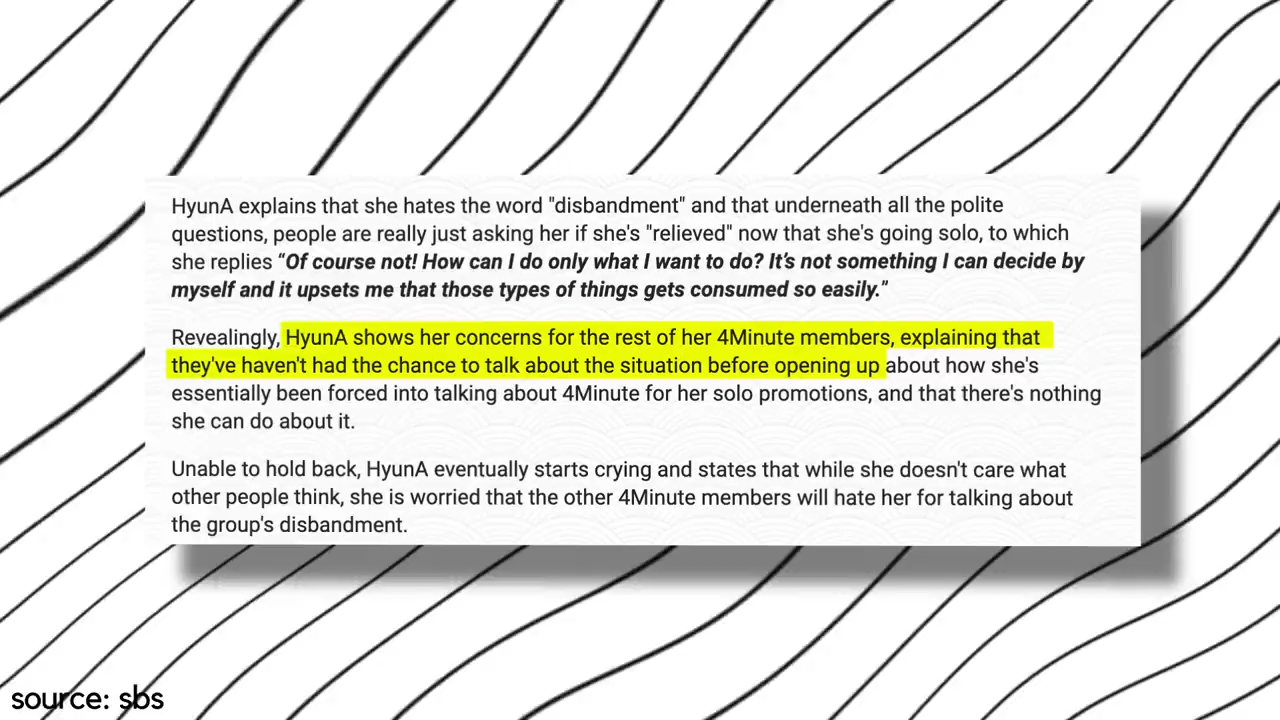 HyunA explains that she hates the word "disbandment" and that underneath all the polite
questions, people are really just asking her if she's "relieved" now that she's going solo, to which
she replies “Of course not! How can I do only what I want to do? It’s not something I can decide by
myself and it upsets me that those types of things gets consumed so easily.”
Revealingly, HyunA shows her concerns for the rest of her 4Minute members, explaining that
they've haven't had the chance to talk about the situation before opening up about how she's
essentially been forced into talking about 4Minute for her solo promotions, and that there's nothing
she can do about it.
Unable to hold back, HyunA eventually starts crying and states that while she doesn't care what
other people think, she is worried that the other 4Minute members will hate her for talking about
the group's disbandment.
source: sbs